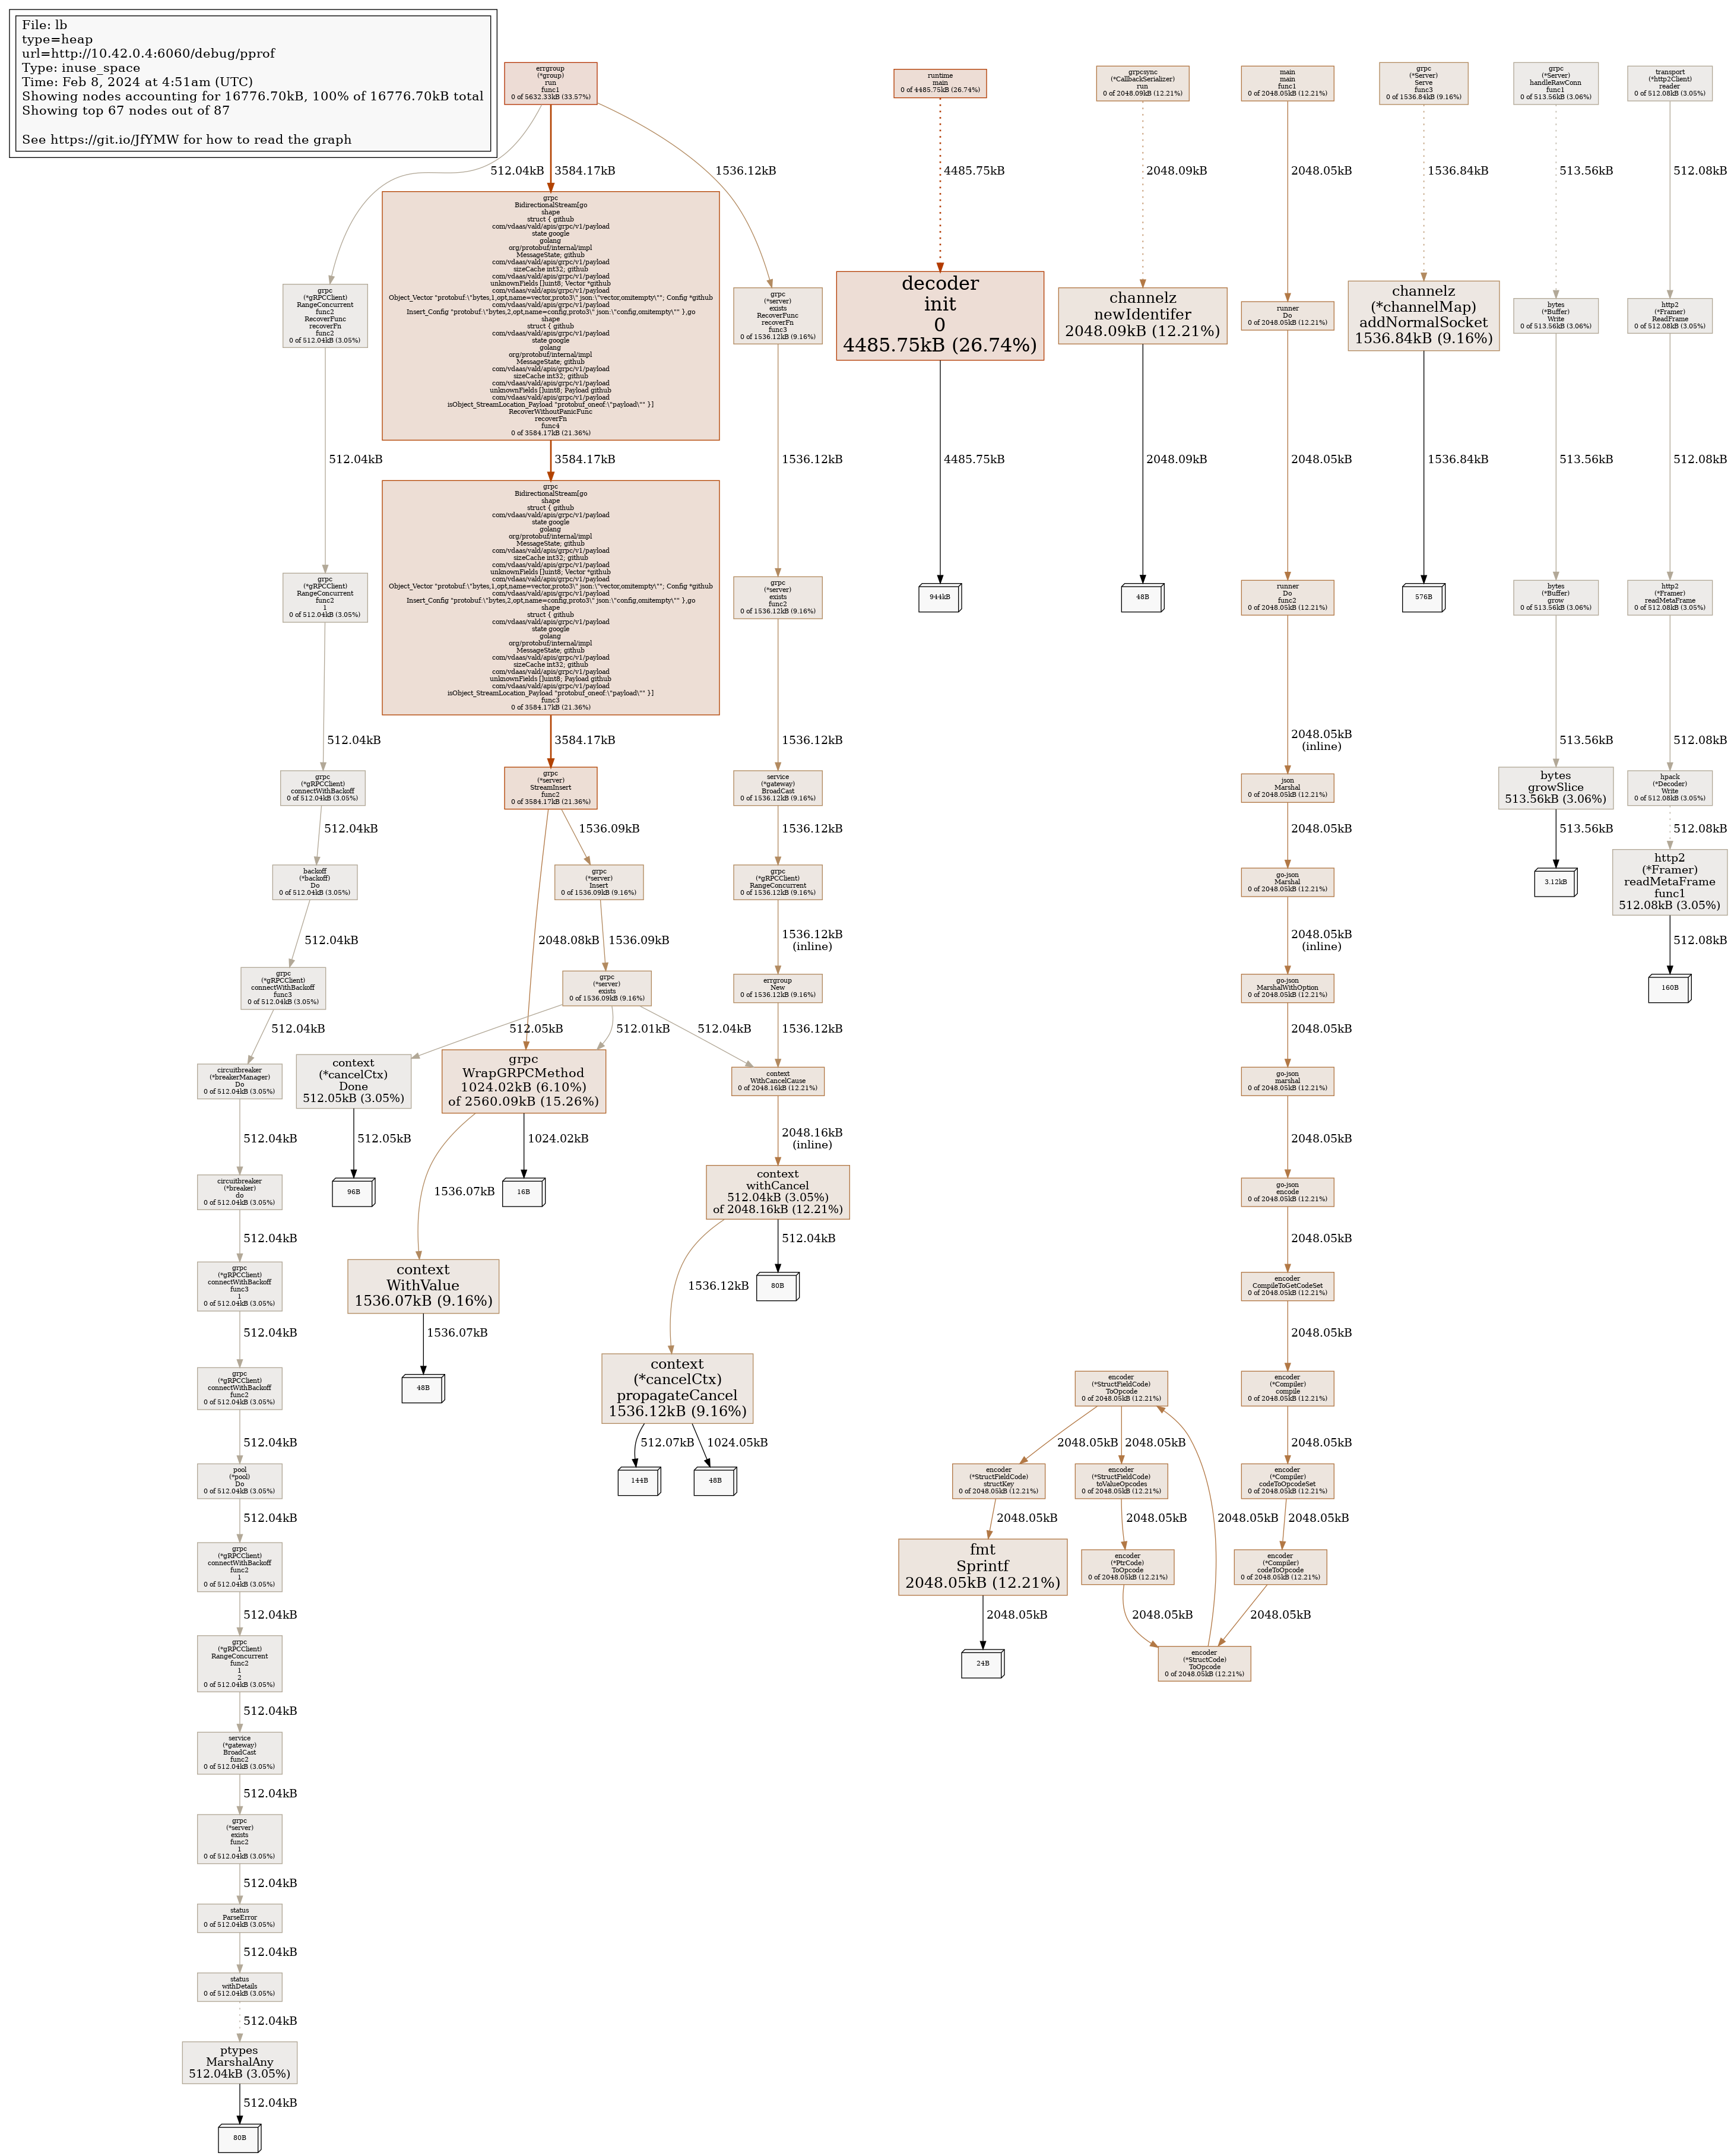 File: lb
type=heap
url=http://10.42.0.4:6060/debug/pprof
Type: inuse_space
Time: Feb 8, 2024 at 4:51am (UTC)
Showing nodes accounting for 16776.70kB, 100% of 16776.70kB total
Showing top 67 nodes out of 87
See https://git.io/JfYMW for how to read the graph
errgroup
(*group)
run
func1
0 of 5632.33kB (33.57%)
runtime
main
0 of 4485.75kB (26.74%)
grpcsync
(*CallbackSerializer)
run
0 of 2048.09kB (12.21%)
main
main
func1
0 of 2048.05kB (12.21%)
grpc
(*Server)
Serve
func3
0 of 1536.84kB (9.16%)
grpc
(*Server)
handleRawConn
func1
0 of 513.56kB (3.06%)
transport
(*http2Client)
reader
0 of 512.08kB (3.05%)
512.04kB
3584.17kB
1536.12kB
4485.75kB
2048.09kB
2048.05kB
1536.84kB
513.56kB
512.08kB
grpc
(*gRPCClient)
RangeConcurrent
func2
RecoverFunc
recoverFn
func2
0 of 512.04kB (3.05%)
grpc
BidirectionalStream[go
shape
struct { github
com/vdaas/vald/apis/grpc/v1/payload
state google
golang
org/protobuf/internal/impl
MessageState; github
com/vdaas/vald/apis/grpc/v1/payload
sizeCache int32; github
com/vdaas/vald/apis/grpc/v1/payload
unknownFields []uint8; Vector *github
com/vdaas/vald/apis/grpc/v1/payload
Object_Vector "protobuf:\"bytes,1,opt,name=vector,proto3\" json:\"vector,omitempty\""; Config *github
com/vdaas/vald/apis/grpc/v1/payload
Insert_Config "protobuf:\"bytes,2,opt,name=config,proto3\" json:\"config,omitempty\"" },go
shape
struct { github
com/vdaas/vald/apis/grpc/v1/payload
state google
golang
org/protobuf/internal/impl
MessageState; github
com/vdaas/vald/apis/grpc/v1/payload
sizeCache int32; github
com/vdaas/vald/apis/grpc/v1/payload
unknownFields []uint8; Payload github
com/vdaas/vald/apis/grpc/v1/payload
isObject_StreamLocation_Payload "protobuf_oneof:\"payload\"" }]
RecoverWithoutPanicFunc
recoverFn
func4
0 of 3584.17kB (21.36%)
grpc
(*server)
exists
RecoverFunc
recoverFn
func3
0 of 1536.12kB (9.16%)
decoder
init
0
4485.75kB (26.74%)
channelz
newIdentifer
2048.09kB (12.21%)
runner
Do
0 of 2048.05kB (12.21%)
channelz
(*channelMap)
addNormalSocket
1536.84kB (9.16%)
bytes
(*Buffer)
Write
0 of 513.56kB (3.06%)
http2
(*Framer)
ReadFrame
0 of 512.08kB (3.05%)
512.04kB
3584.17kB
1536.12kB
4485.75kB
2048.09kB
2048.05kB
1536.84kB
513.56kB
512.08kB
grpc
(*gRPCClient)
RangeConcurrent
func2
1
0 of 512.04kB (3.05%)
grpc
BidirectionalStream[go
shape
struct { github
com/vdaas/vald/apis/grpc/v1/payload
state google
golang
org/protobuf/internal/impl
MessageState; github
com/vdaas/vald/apis/grpc/v1/payload
sizeCache int32; github
com/vdaas/vald/apis/grpc/v1/payload
unknownFields []uint8; Vector *github
com/vdaas/vald/apis/grpc/v1/payload
Object_Vector "protobuf:\"bytes,1,opt,name=vector,proto3\" json:\"vector,omitempty\""; Config *github
com/vdaas/vald/apis/grpc/v1/payload
Insert_Config "protobuf:\"bytes,2,opt,name=config,proto3\" json:\"config,omitempty\"" },go
shape
struct { github
com/vdaas/vald/apis/grpc/v1/payload
state google
golang
org/protobuf/internal/impl
MessageState; github
com/vdaas/vald/apis/grpc/v1/payload
sizeCache int32; github
com/vdaas/vald/apis/grpc/v1/payload
unknownFields []uint8; Payload github
com/vdaas/vald/apis/grpc/v1/payload
isObject_StreamLocation_Payload "protobuf_oneof:\"payload\"" }]
func3
0 of 3584.17kB (21.36%)
grpc
(*server)
exists
func2
0 of 1536.12kB (9.16%)
944kB
48B
runner
Do
func2
0 of 2048.05kB (12.21%)
576B
bytes
(*Buffer)
grow
0 of 513.56kB (3.06%)
http2
(*Framer)
readMetaFrame
0 of 512.08kB (3.05%)
512.04kB
3584.17kB
1536.12kB
2048.05kB
(inline)
513.56kB
512.08kB
grpc
(*gRPCClient)
connectWithBackoff
0 of 512.04kB (3.05%)
grpc
(*server)
StreamInsert
func2
0 of 3584.17kB (21.36%)
service
(*gateway)
BroadCast
0 of 1536.12kB (9.16%)
json
Marshal
0 of 2048.05kB (12.21%)
bytes
growSlice
513.56kB (3.06%)
hpack
(*Decoder)
Write
0 of 512.08kB (3.05%)
512.04kB
1536.09kB
1536.12kB
2048.05kB
513.56kB
512.08kB
backoff
(*backoff)
Do
0 of 512.04kB (3.05%)
grpc
(*server)
Insert
0 of 1536.09kB (9.16%)
grpc
(*gRPCClient)
RangeConcurrent
0 of 1536.12kB (9.16%)
go-json
Marshal
0 of 2048.05kB (12.21%)
3.12kB
http2
(*Framer)
readMetaFrame
func1
512.08kB (3.05%)
512.04kB
2048.08kB
1536.09kB
1536.12kB
(inline)
2048.05kB
(inline)
512.08kB
grpc
(*gRPCClient)
connectWithBackoff
func3
0 of 512.04kB (3.05%)
grpc
(*server)
exists
0 of 1536.09kB (9.16%)
errgroup
New
0 of 1536.12kB (9.16%)
go-json
MarshalWithOption
0 of 2048.05kB (12.21%)
160B
512.04kB
512.05kB
512.01kB
512.04kB
1536.12kB
2048.05kB
circuitbreaker
(*breakerManager)
Do
0 of 512.04kB (3.05%)
context
(*cancelCtx)
Done
512.05kB (3.05%)
grpc
WrapGRPCMethod
1024.02kB (6.10%)
of 2560.09kB (15.26%)
context
WithCancelCause
0 of 2048.16kB (12.21%)
go-json
marshal
0 of 2048.05kB (12.21%)
512.04kB
512.05kB
1024.02kB
2048.16kB
(inline)
2048.05kB
circuitbreaker
(*breaker)
do
0 of 512.04kB (3.05%)
96B
1536.07kB
16B
context
withCancel
512.04kB (3.05%)
of 2048.16kB (12.21%)
go-json
encode
0 of 2048.05kB (12.21%)
512.04kB
512.04kB
2048.05kB
grpc
(*gRPCClient)
connectWithBackoff
func3
1
0 of 512.04kB (3.05%)
context
WithValue
1536.07kB (9.16%)
1536.12kB
80B
encoder
CompileToGetCodeSet
0 of 2048.05kB (12.21%)
512.04kB
1536.07kB
2048.05kB
grpc
(*gRPCClient)
connectWithBackoff
func2
0 of 512.04kB (3.05%)
48B
context
(*cancelCtx)
propagateCancel
1536.12kB (9.16%)
encoder
(*StructFieldCode)
ToOpcode
0 of 2048.05kB (12.21%)
encoder
(*Compiler)
compile
0 of 2048.05kB (12.21%)
512.04kB
512.07kB
1024.05kB
2048.05kB
2048.05kB
2048.05kB
pool
(*pool)
Do
0 of 512.04kB (3.05%)
144B
48B
encoder
(*StructFieldCode)
structKey
0 of 2048.05kB (12.21%)
encoder
(*StructFieldCode)
toValueOpcodes
0 of 2048.05kB (12.21%)
encoder
(*Compiler)
codeToOpcodeSet
0 of 2048.05kB (12.21%)
512.04kB
2048.05kB
2048.05kB
2048.05kB
2048.05kB
grpc
(*gRPCClient)
connectWithBackoff
func2
1
0 of 512.04kB (3.05%)
fmt
Sprintf
2048.05kB (12.21%)
encoder
(*PtrCode)
ToOpcode
0 of 2048.05kB (12.21%)
encoder
(*Compiler)
codeToOpcode
0 of 2048.05kB (12.21%)
512.04kB
2048.05kB
2048.05kB
2048.05kB
grpc
(*gRPCClient)
RangeConcurrent
func2
1
2
0 of 512.04kB (3.05%)
24B
encoder
(*StructCode)
ToOpcode
0 of 2048.05kB (12.21%)
512.04kB
service
(*gateway)
BroadCast
func2
0 of 512.04kB (3.05%)
512.04kB
grpc
(*server)
exists
func2
1
0 of 512.04kB (3.05%)
512.04kB
status
ParseError
0 of 512.04kB (3.05%)
512.04kB
status
withDetails
0 of 512.04kB (3.05%)
512.04kB
ptypes
MarshalAny
512.04kB (3.05%)
512.04kB
80B